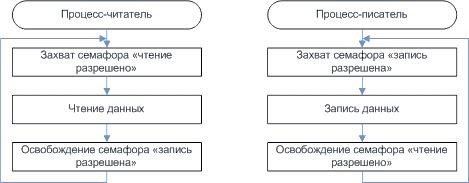 Процесс-читатель
Захват семафора «чтение
разрешено»
Чтение данных
Освобождение семафора «запись
разрешена»
Процесс-писатель
Захват семафора «запись
разрешена»
Запись данных
Освобождение семафора «чтение
разрешено»